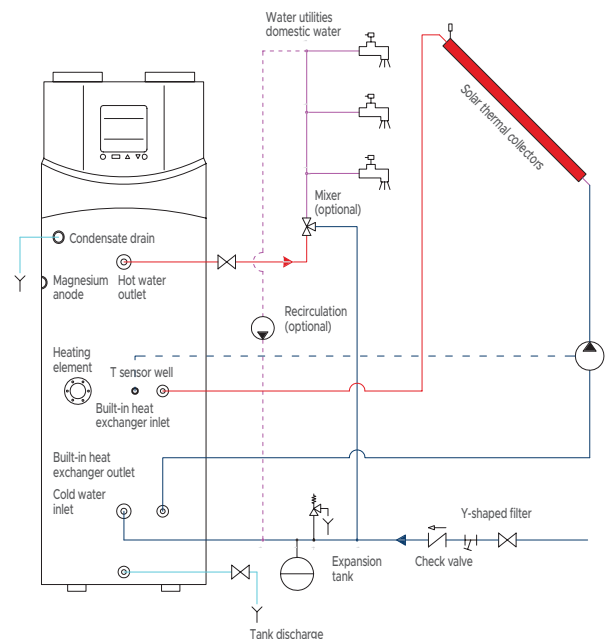 Water utilities
domestic water
Solar thermal collectors
Mixer
(optional)
Condensate drain
Magnesium
anode
Hot water
outlet
Recirculation
(optional)
Heating
element
T sensor well
Built-in heat
exchanger inlet
Built-in heat
exchanger outlet
Cold water
inlet
Y-shaped filter
Expansion
tank
Check valve
Tank discharge